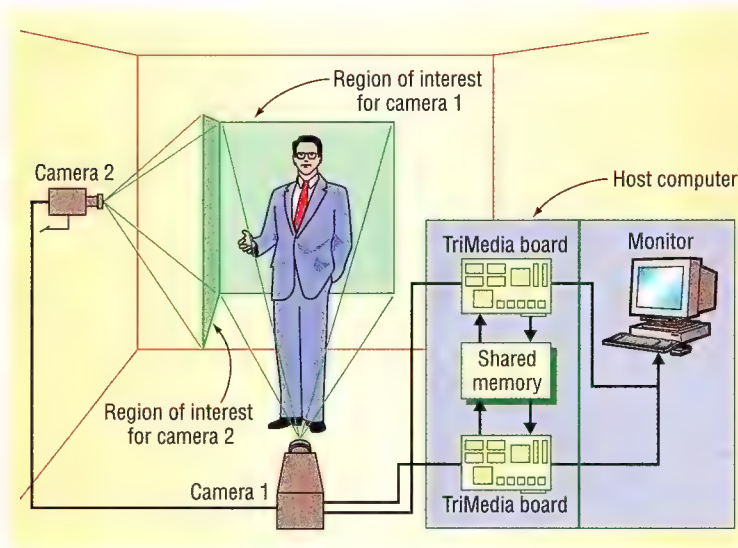 Region of interest
for camera 1
Camera 2
Host computer
TriMedia board
Monitor
Shared
memory
Region of interest
for camera 2
Camera 1
TriMedia board